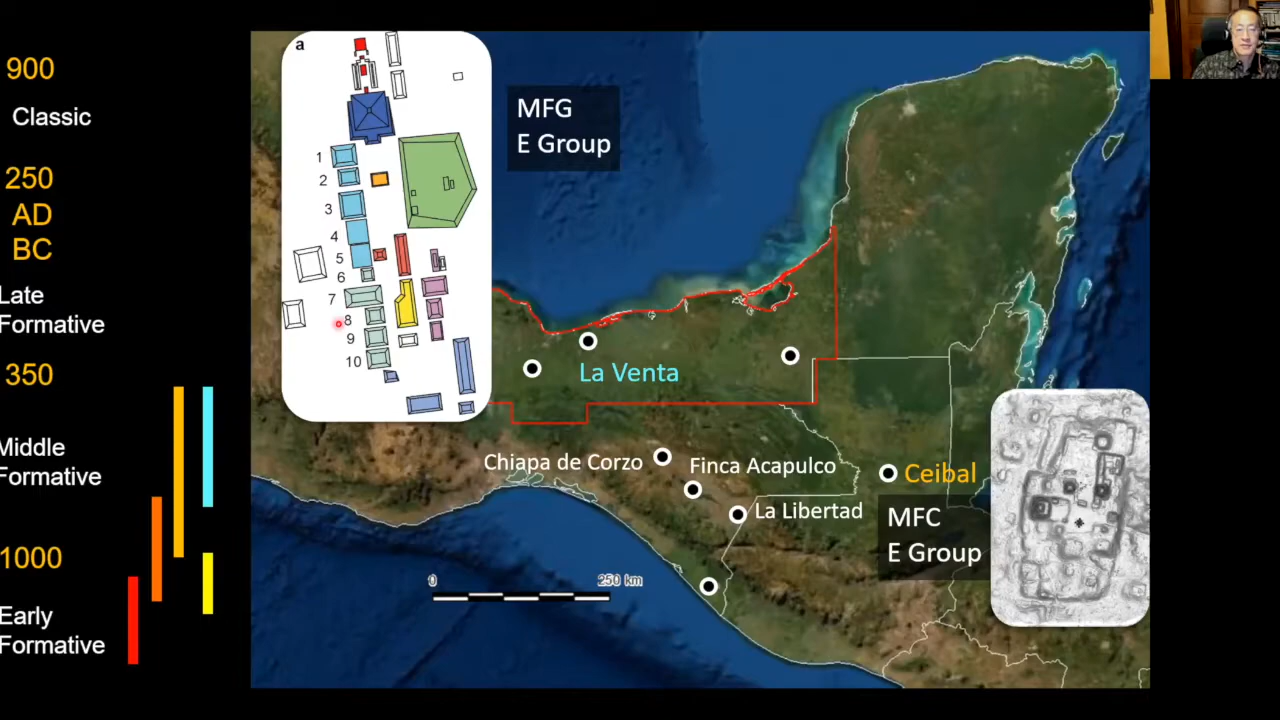 900
Classic
250
AD
BC
Late
Formative
350
Middle
Formative
1000
Early
Formative
a
1
2
3
4
5
6
7
8
9
10
MFG
E Group
La Venta
Chiapa de Corzo
Finca Acapulco
La Libertad
Ceibal
MFC
E Group
0
250 km